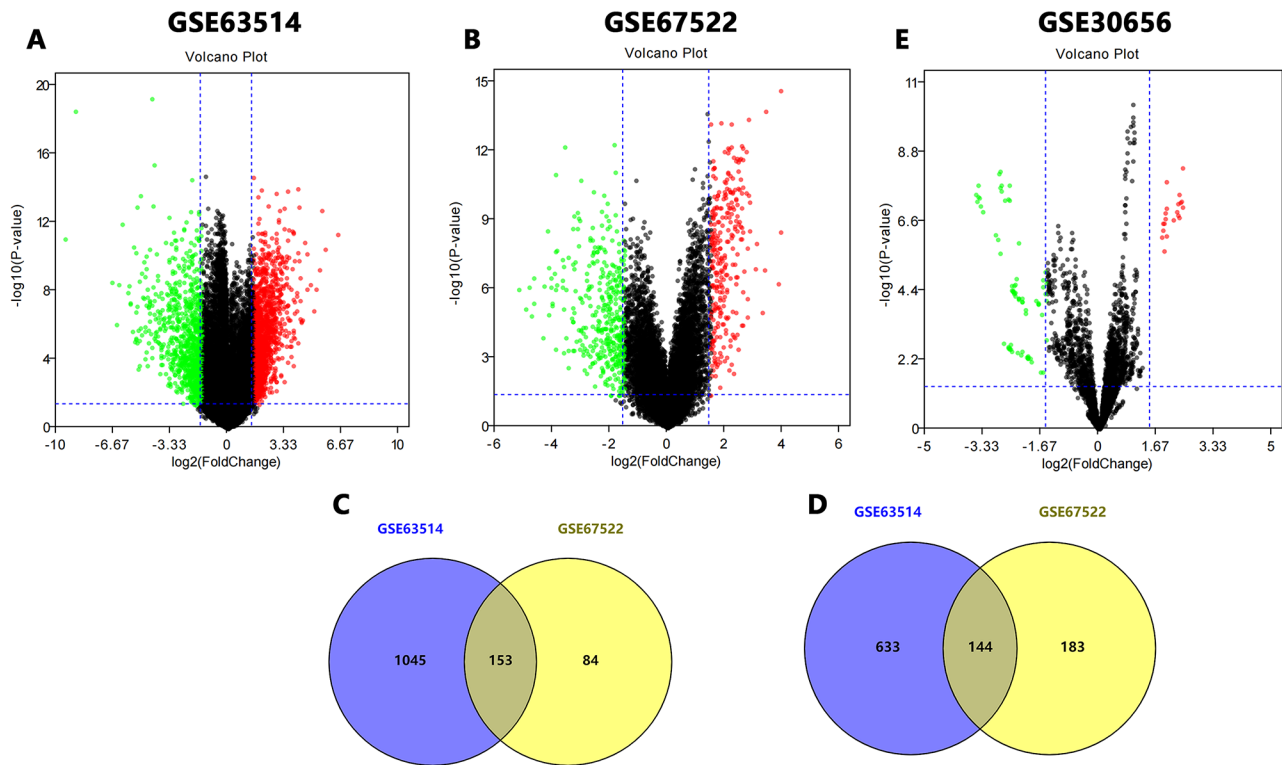 GSE63514
GSE67522
GSE30656
A
B
E
Volcano Plot
20
16
12
8
4
0
-10
-6.67
-3.33
0
3.33
6.67
10
-log10(P-value)
log2(FoldChange)
Volcano Plot
15
12
9
6
3
0
-6
-4
-2
0
2
4
6
-log10(P-value)
log2(FoldChange)
Volcano Plot
11
8.8
6.6
4.4
2.2
0
-5
-3.33
-1.67
0
1.67
3.33
5
-log10(P-value)
log2(FoldChange)
C
GSE63514
GSE67522
1045
153
84
D
GSE63514
GSE67522
633
144
183